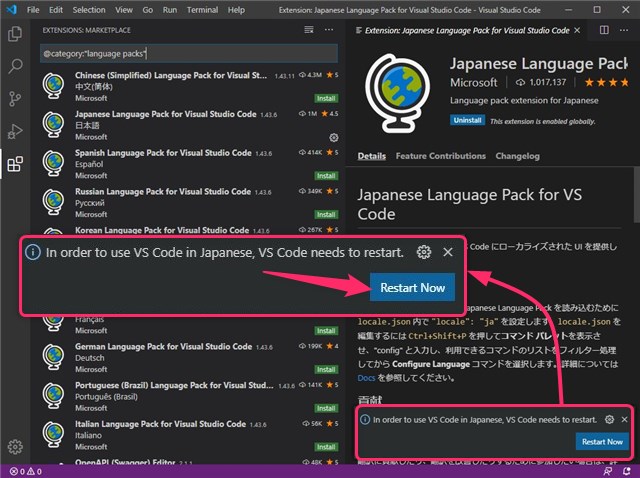 File Edit Selection View Go Run Terminal Help
Extension: Japanese Language Pack for Visual Studio Code - Visual Studio Code
EXTENSIONS: MARKETPLACE
@category:"language packs"
Chinese (Simplified) Language Pack for Visual St... 1.43.11 4.3M 5
中文(简体)
Microsoft
Install
Japanese Language Pack for Visual Studio Code 1.43.6 1M 4.5
日本語
Microsoft
Spanish Language Pack for Visual Studio Code 1.43.6 414K 5
Español
Microsoft
Install
Russian Language Pack for Visual Studio Code 1.43.6 349K 5
Русский
Microsoft
Install
Korean Language Pack for Visual Studio Code 1.43.6 267K 5
Français
Microsoft
Install
German Language Pack for Visual Studio Code 1.43.6 199K 4
Deutsch
Microsoft
Install
Portuguese (Brazil) Language Pack for Visual Stud... 1.43.6 141K 5
Português (Brasil)
Microsoft
Install
Italian Language Pack for Visual Studio Code 1.43.6 56K 5
Italiano
Microsoft
Install
OpenAPI (Swagger) Editor
Extension: Japanese Language Pack for Visual Studio Code
Japanese Language Pack
Microsoft 1,017,137
Language pack extension for Japanese
Uninstall This extension is enabled globally.
Details Feature Contributions Changelog
Japanese Language Pack for VS
Code
Code にローカライズされた UI を提供し
Japanese Language Pack を読み込むために
locale.json 内で "locale": "ja" を設定します。locale.json を
編集するには Ctrl+Shift+P を押してコマンド パレットを表示さ
せ、"config" と入力し、利用できるコマンドのリストをフィルター処理
してから Configure Language コマンドを選択します。詳細については
Docs を参照してください。
貢献
In order to use VS Code in Japanese, VS Code needs to restart.
Restart Now
In order to use VS Code in Japanese, VS Code needs to restart.
Restart Now
0 0